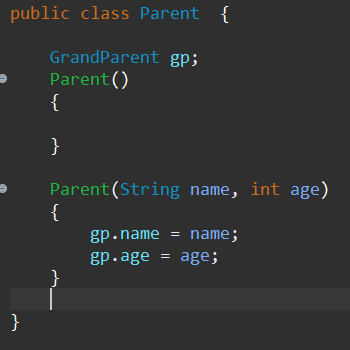 public class Parent  {
GrandParent gp;
Parent()
{
}
Parent(String name, int age)
{
gp.name = name;
gp.age = age;
}
}